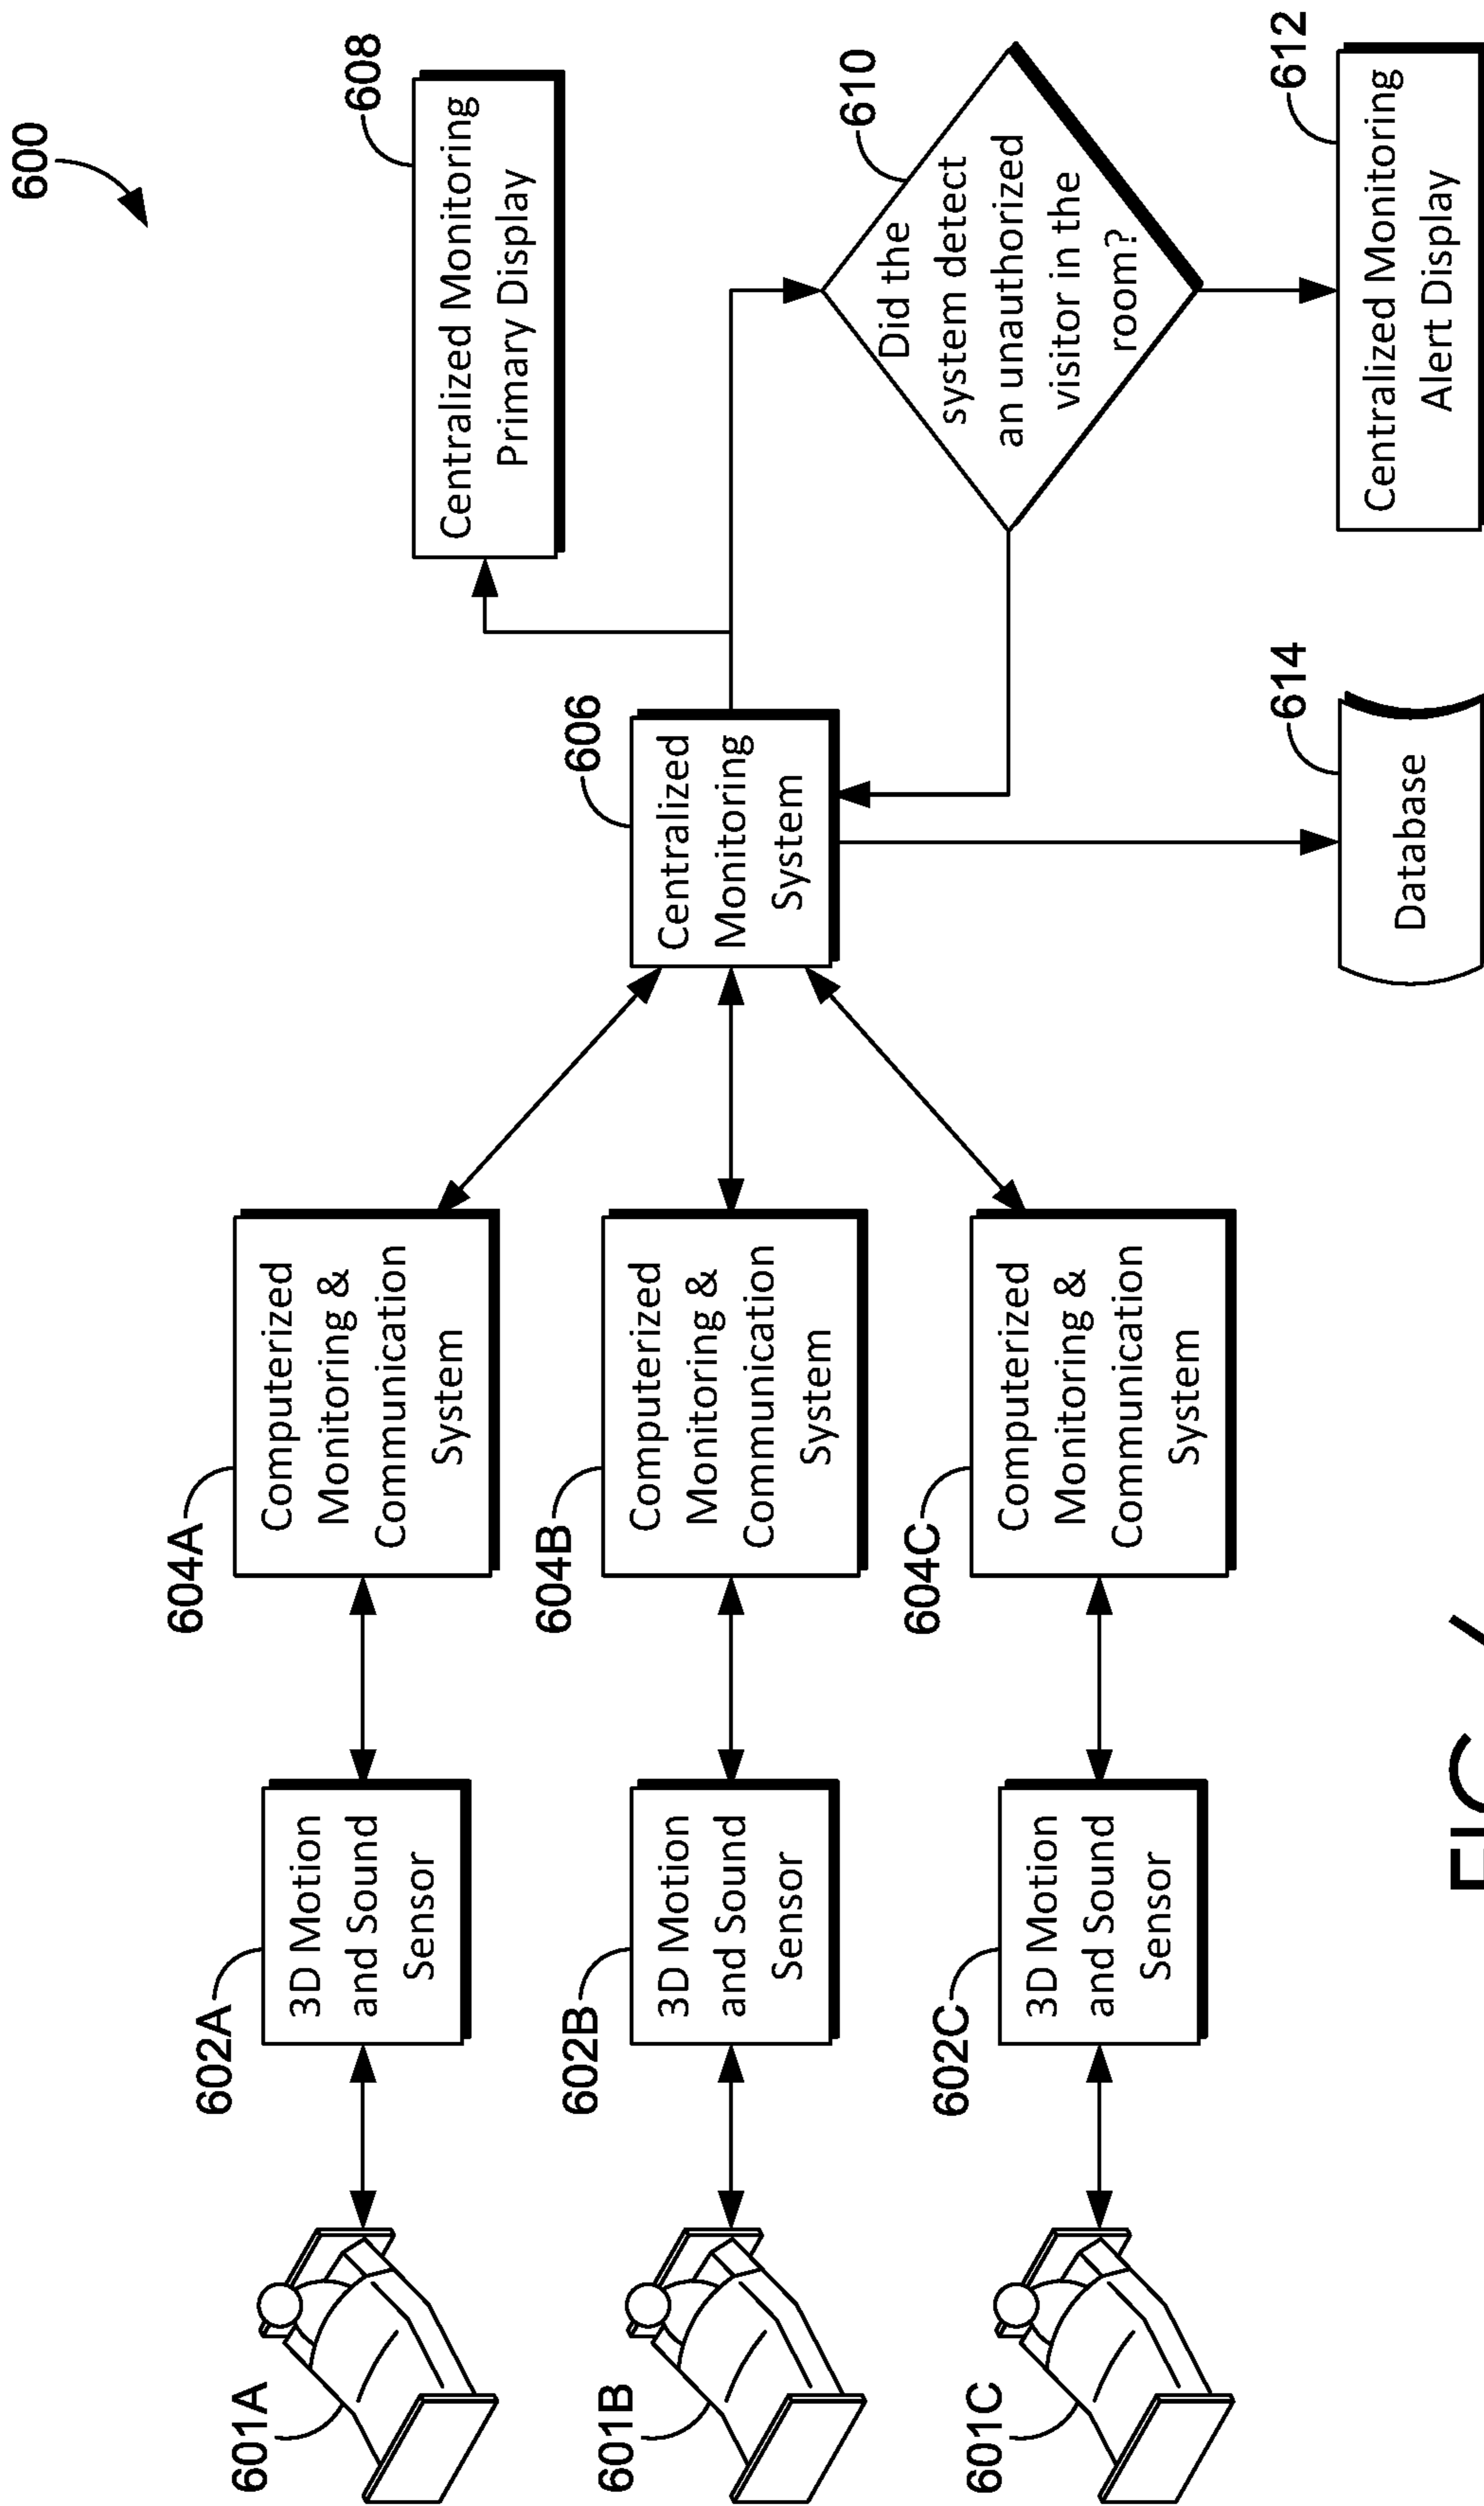 600
601A
602A
3D Motion
and Sound
Sensor
604A
Computerized
Monitoring &
Communication
System
601B
602B
3D Motion
and Sound
Sensor
604B
Computerized
Monitoring &
Communication
System
601C
602C
3D Motion
and Sound
Sensor
604C
Computerized
Monitoring &
Communication
System
606
Centralized
Monitoring
System
608
Centralized Monitoring
Primary Display
610
Did the
system detect
an unauthorized
visitor in the
room?
612
Centralized Monitoring
Alert Display
614
Database